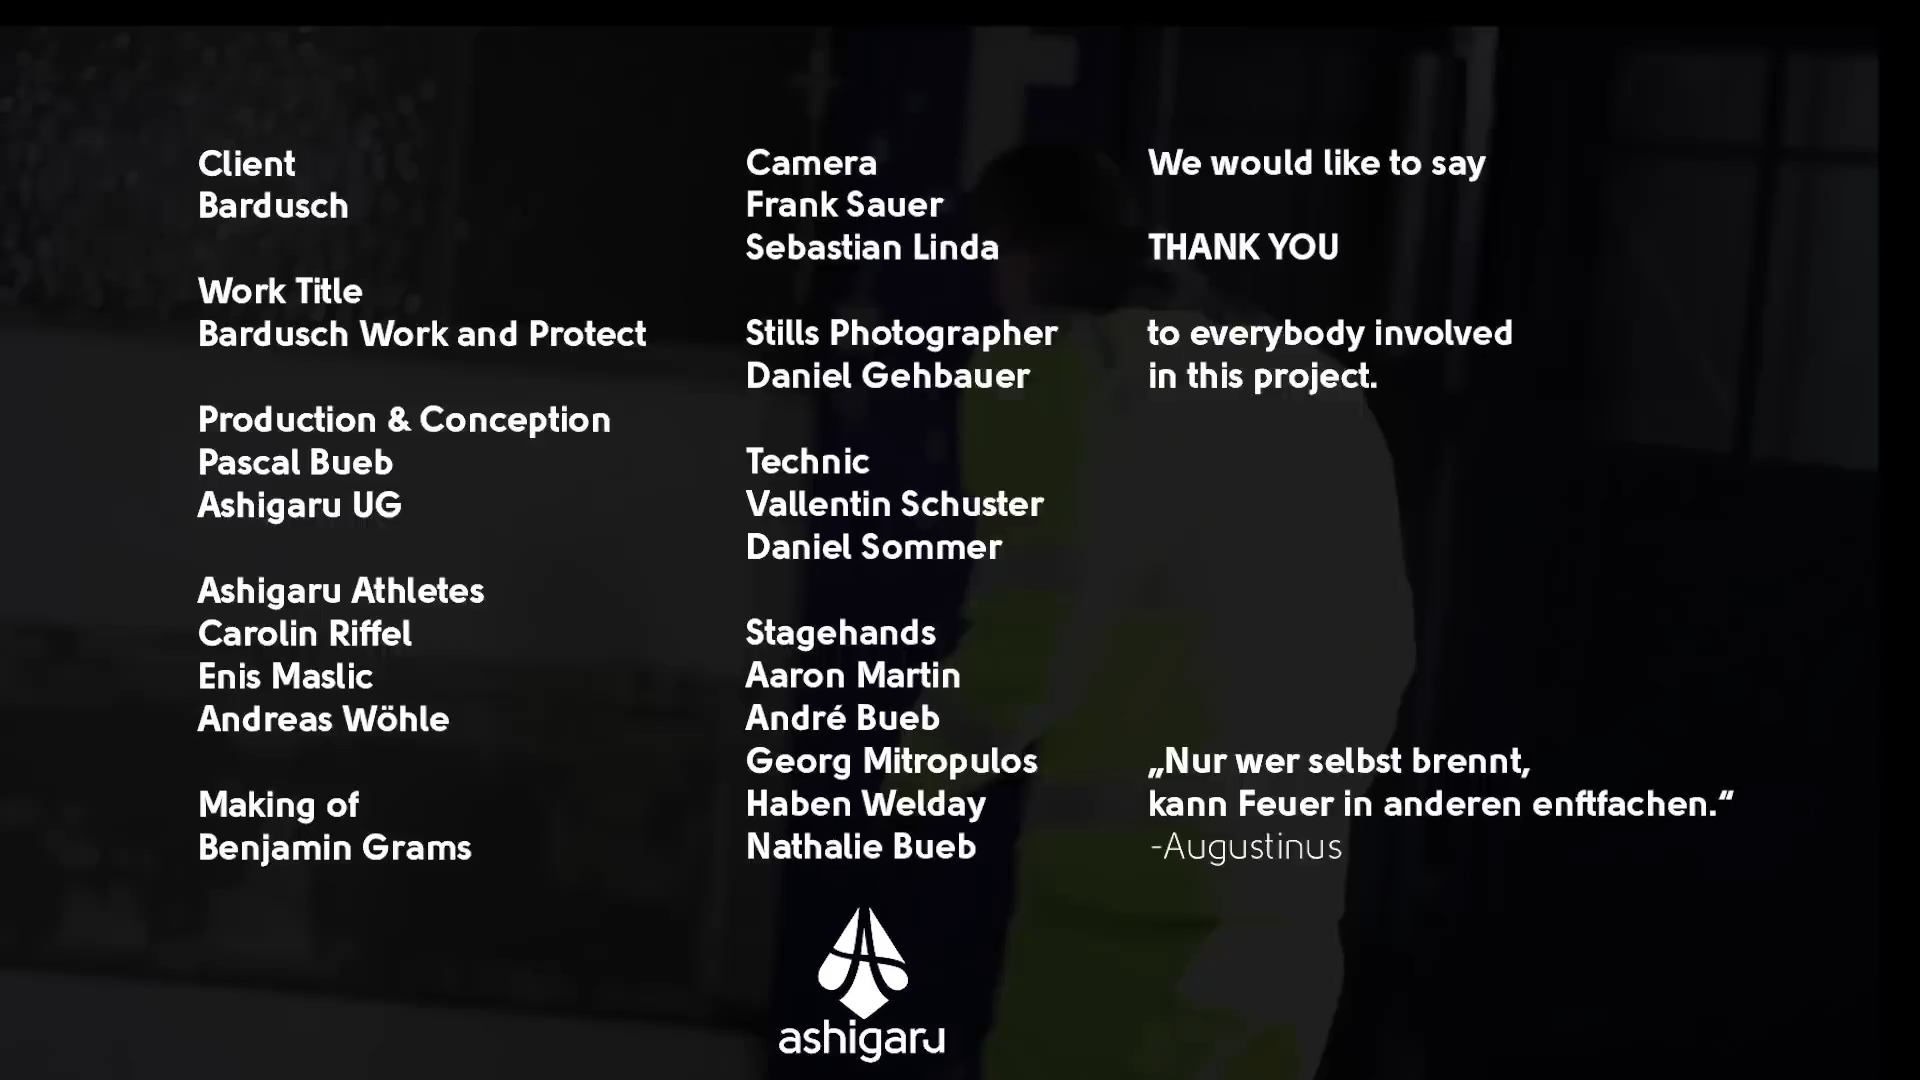 Client
Bardusch
Work Title
Bardusch Work and Protect
Production & Conception
Pascal Bueb
Ashigaru UG
Ashigaru Athletes
Carolin Riffel
Enis Maslic
Andreas Wöhle
Making of
Benjamin Grams
Camera
Frank Sauer
Sebastian Linda
Stills Photographer
Daniel Gehbauer
Technic
Vallentin Schuster
Daniel Sommer
Stagehands
Aaron Martin
André Bueb
Georg Mitropulos
Haben Welday
Nathalie Bueb
We would like to say
THANK YOU
to everybody involved
in this project.
„Nur wer selbst brennt,
kann Feuer in anderen enftfachen.“
-Augustinus
ashigaru